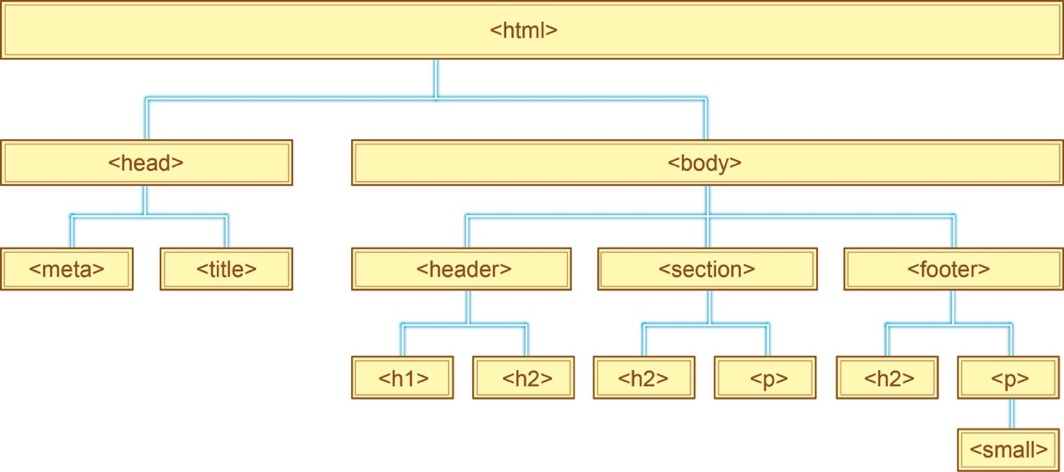 <html>
<head>
<body>
<meta>
<title>
<header>
<section>
<footer>
<h1>
<h2>
<h2>
<p>
<h2>
<p>
<small>